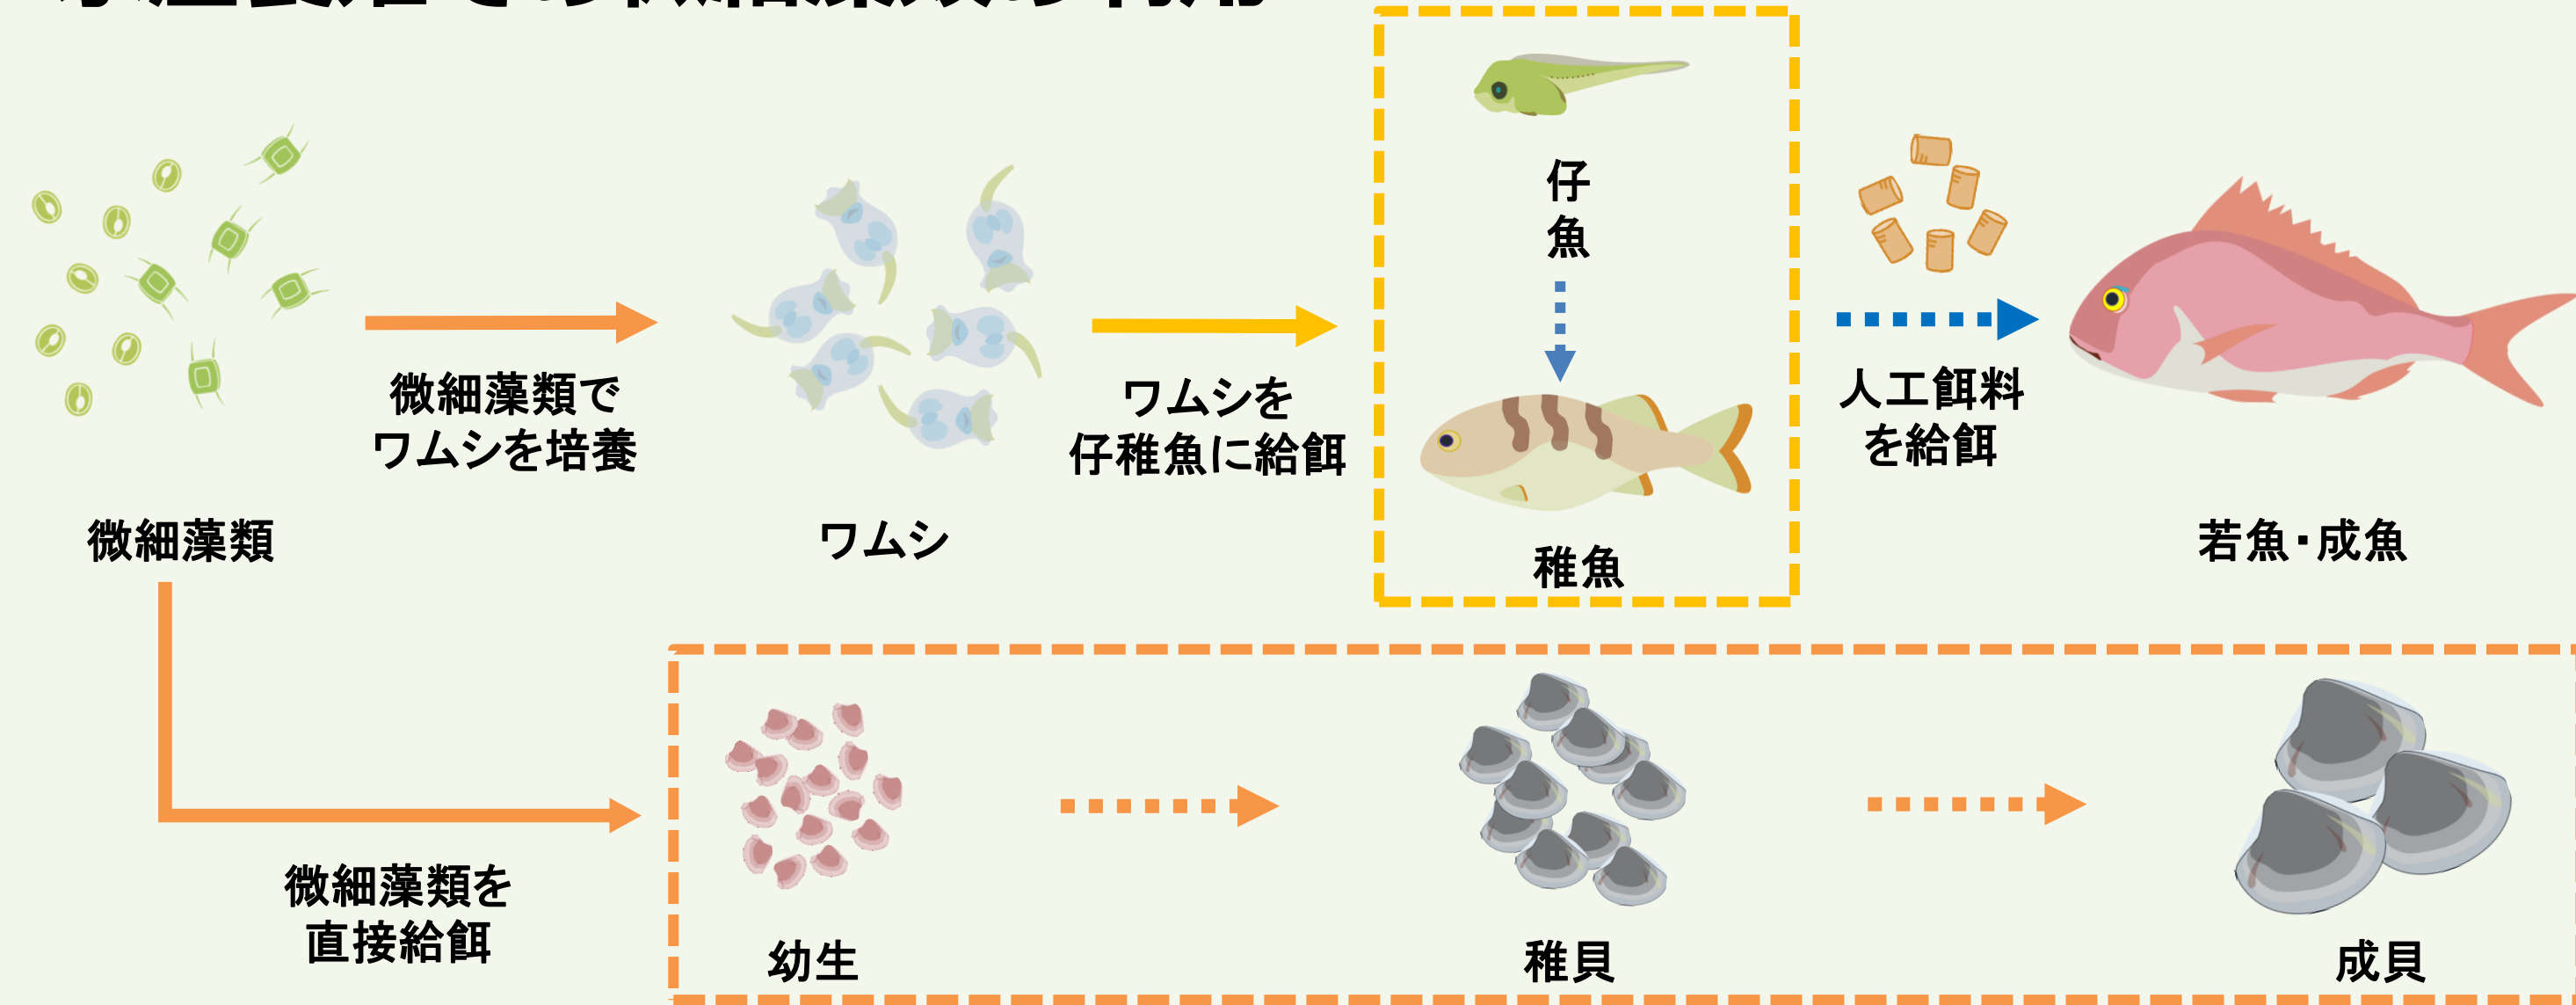 微細藻類で
ワムシを培養
ワムシを
仔稚魚に給餌
仔
魚
人工餌料
を給餌
微細藻類
ワムシ
稚魚
若魚・成魚
微細藻類を
直接給餌
幼生
稚貝
成貝